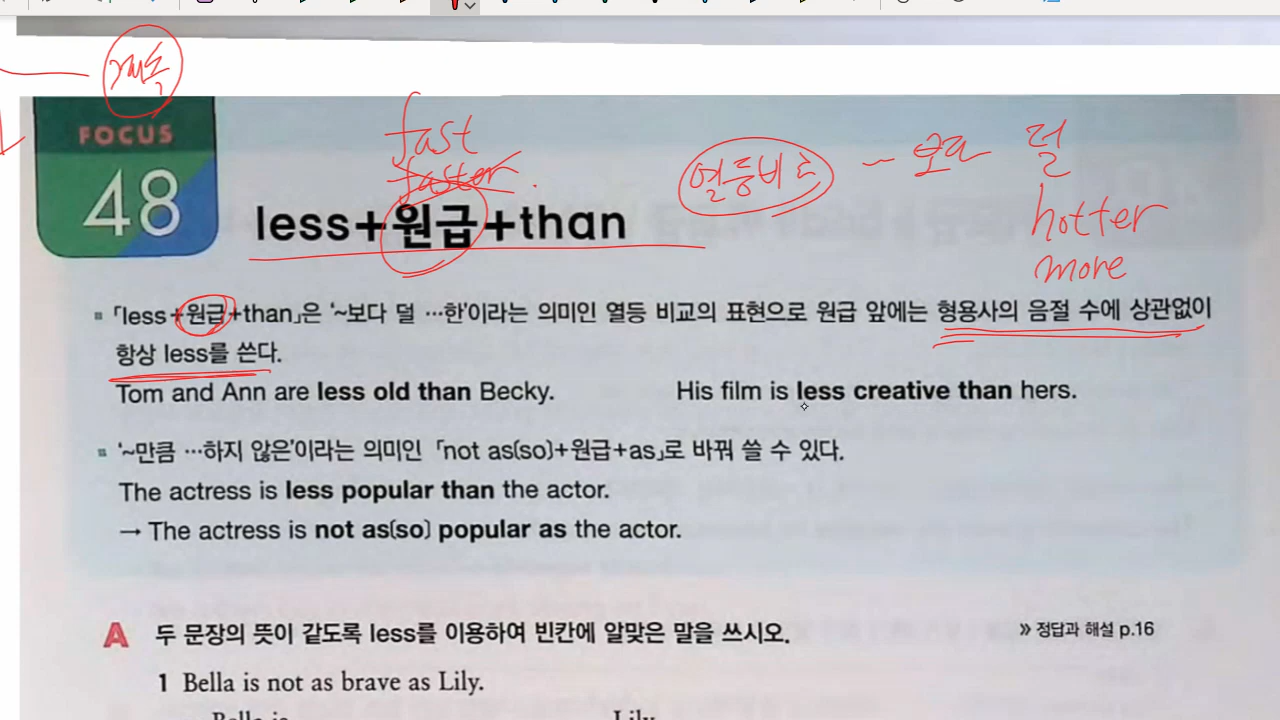 계속
FOCUS
48
fast
faster
less+원급+than
열등비교 ~보다 덜
hotter
more
「less+원급+than」은 '~보다 덜 …한'이라는 의미인 열등 비교의 표현으로 원급 앞에는 형용사의 음절 수에 상관없이
항상 less를 쓴다.
Tom and Ann are less old than Becky. His film is less creative than hers.
'~만큼 …하지 않은'이라는 의미인 「not as(so)+원급+as」로 바꿔 쓸 수 있다.
The actress is less popular than the actor.
→ The actress is not as(so) popular as the actor.
A 두 문장의 뜻이 같도록 less를 이용하여 빈칸에 알맞은 말을 쓰시오. » 정답과 해설 p.16
1 Bella is not as brave as Lily.
→ Bella is Lily.